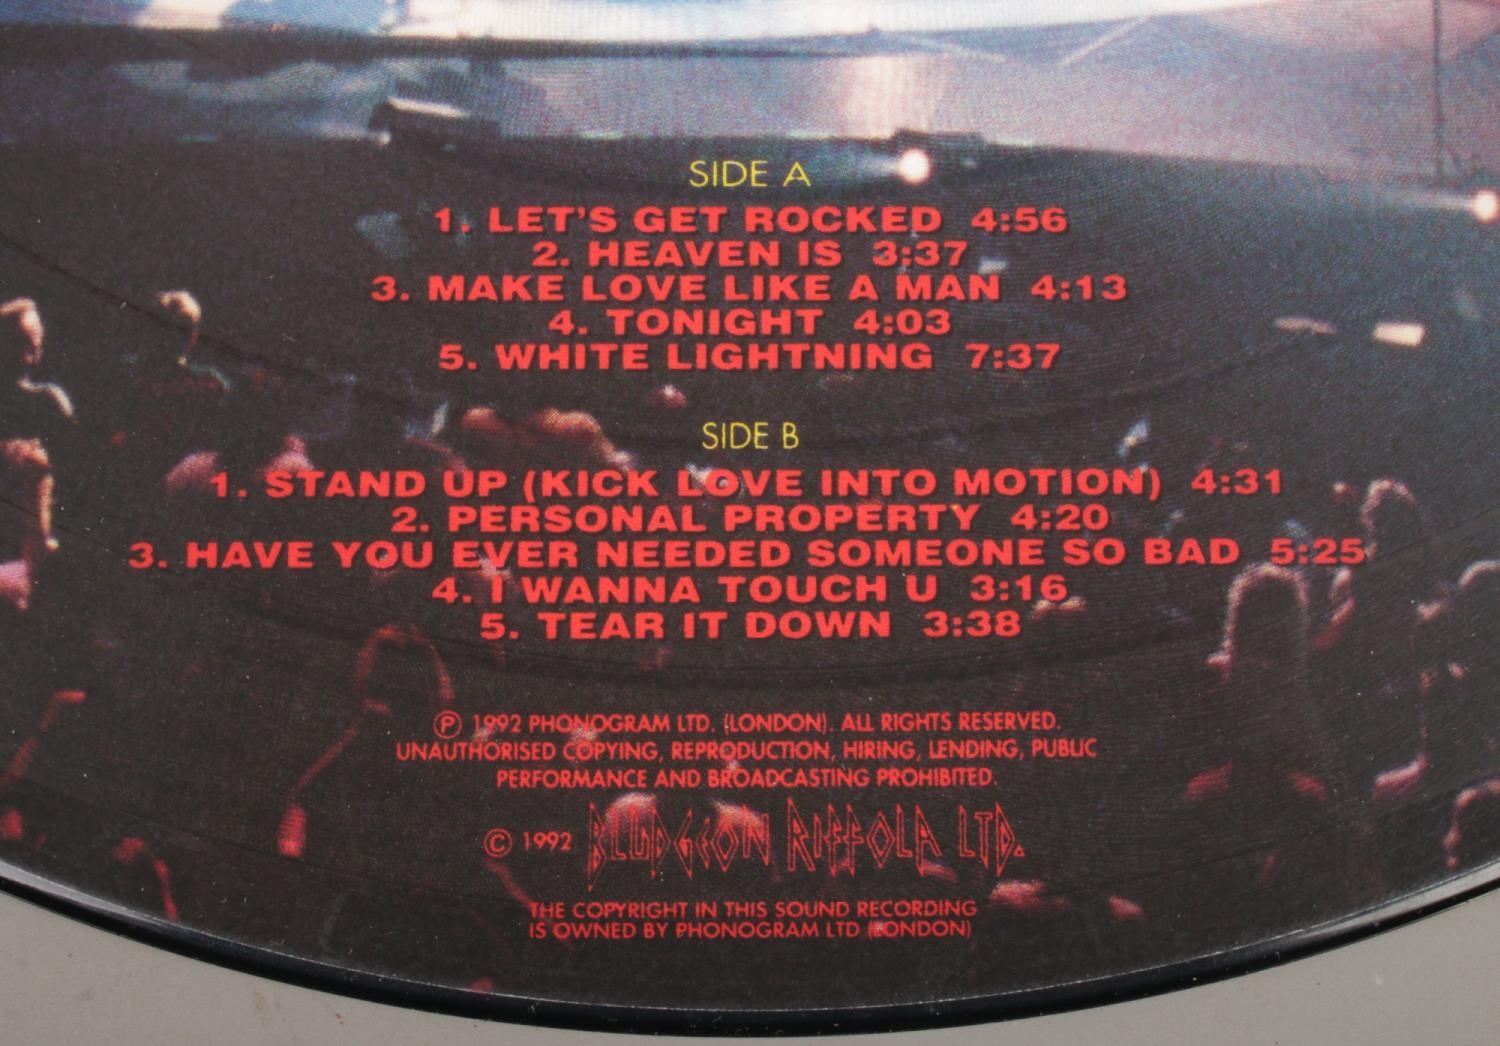 SIDE A
1. LET'S GET ROCKED 4:56
2. HEAVEN IS 3:37
3. MAKE LOVE LIKE A MAN 4:13
4. TONIGHT 4:03
5. WHITE LIGHTNING 7:37
SIDE B
1. STAND UP (KICK LOVE INTO MOTION) 4:31
2. PERSONAL PROPERTY 4:20
3. HAVE YOU EVER NEEDED SOMEONE SO BAD 5:25
4. I WANNA TOUCH U 3:16
5. TEAR IT DOWN 3:38
Ⓟ 1992 PHONOGRAM LTD. (LONDON). ALL RIGHTS RESERVED.
UNAUTHORISED COPYING, REPRODUCTION, HIRING, LENDING, PUBLIC
PERFORMANCE AND BROADCASTING PROHIBITED.
© 1992 BLUDGEON RIFFOLA LTD.
THE COPYRIGHT IN THIS SOUND RECORDING
IS OWNED BY PHONOGRAM LTD (LONDON)